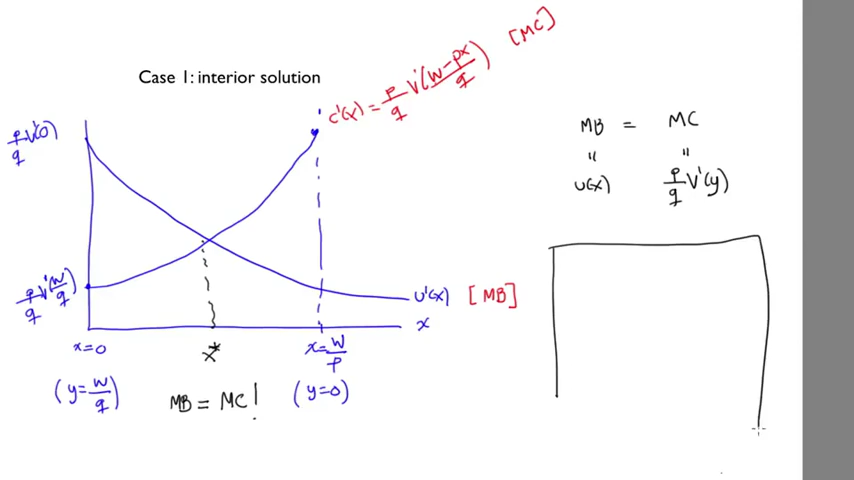 Case 1: interior solution
c'(x) = p/q v'(w-px/q) [MC]
p/q v'(0)
MB = MC
" "
u(x) p/q v'(y)
p/q v'(w/q)
u'(x) [MB]
x
x=0 x* x=w/p
(y=w/q) MB = MC! (y=0)